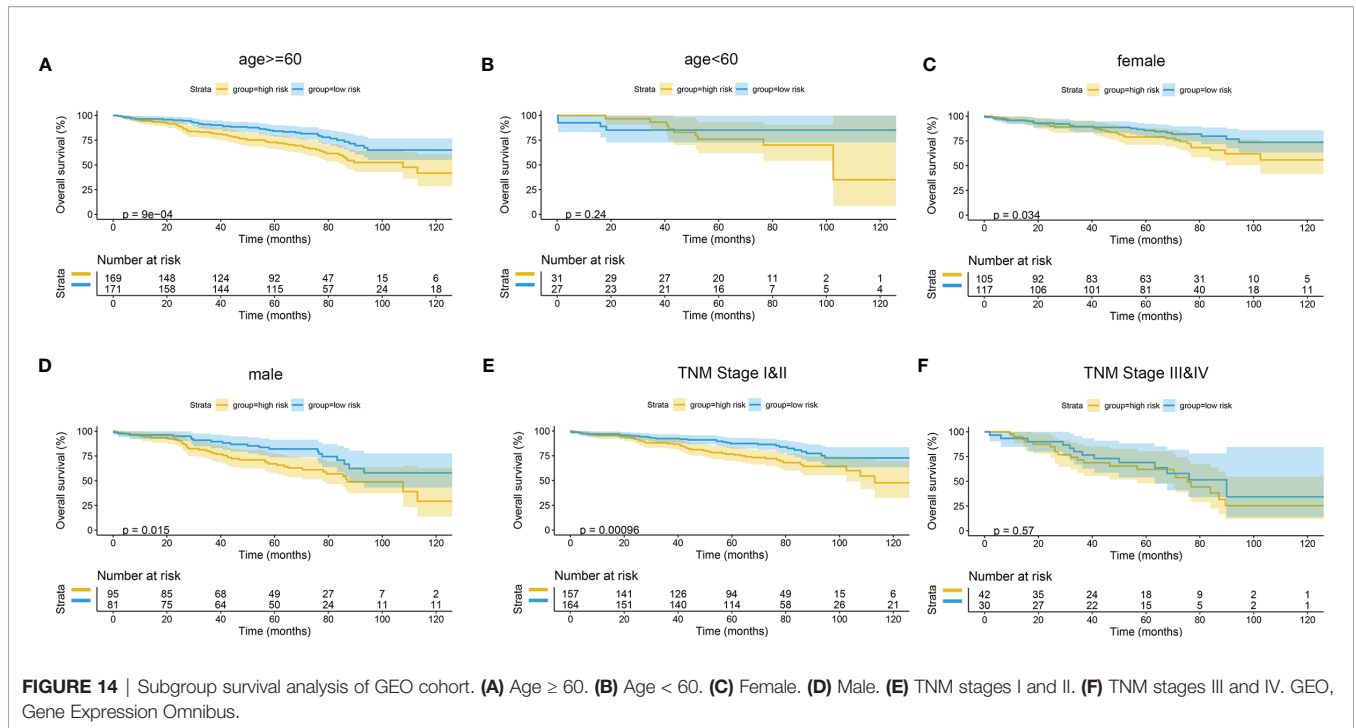 A
age>=60
Strata group=high risk group=low risk
Overall survival (%)
100
75
50
25
0
p = 9e−04
0 20 40 60 80 100 120
Time (months)
Number at risk
Strata
169 148 124 92 47 15 6
171 158 144 115 57 24 18
0 20 40 60 80 100 120
Time (months)
B
age<60
Strata group=high risk group=low risk
Overall survival (%)
100
75
50
25
0
p = 0.24
0 20 40 60 80 100 120
Time (months)
Number at risk
Strata
31 29 27 20 11 2 1
27 23 21 16 7 5 4
0 20 40 60 80 100 120
Time (months)
C
female
Strata group=high risk group=low risk
Overall survival (%)
100
75
50
25
0
p = 0.034
0 20 40 60 80 100 120
Time (months)
Number at risk
Strata
105 92 83 63 31 10 5
117 106 101 81 40 18 11
0 20 40 60 80 100 120
Time (months)
D
male
Strata group=high risk group=low risk
Overall survival (%)
100
75
50
25
0
p = 0.015
0 20 40 60 80 100 120
Time (months)
Number at risk
Strata
95 85 68 49 27 7 2
81 75 64 50 24 11 11
0 20 40 60 80 100 120
Time (months)
E
TNM Stage I&II
Strata group=high risk group=low risk
Overall survival (%)
100
75
50
25
0
p = 0.00096
0 20 40 60 80 100 120
Time (months)
Number at risk
Strata
157 141 126 94 49 15 6
164 151 140 114 58 26 21
0 20 40 60 80 100 120
Time (months)
F
TNM Stage III&IV
Strata group=high risk group=low risk
Overall survival (%)
100
75
50
25
0
p = 0.57
0 20 40 60 80 100 120
Time (months)
Number at risk
Strata
42 35 24 18 9 2 1
30 27 22 15 5 2 1
0 20 40 60 80 100 120
Time (months)
FIGURE 14 | Subgroup survival analysis of GEO cohort. (A) Age ≥ 60. (B) Age < 60. (C) Female. (D) Male. (E) TNM stages I and II. (F) TNM stages III and IV. GEO,
Gene Expression Omnibus.